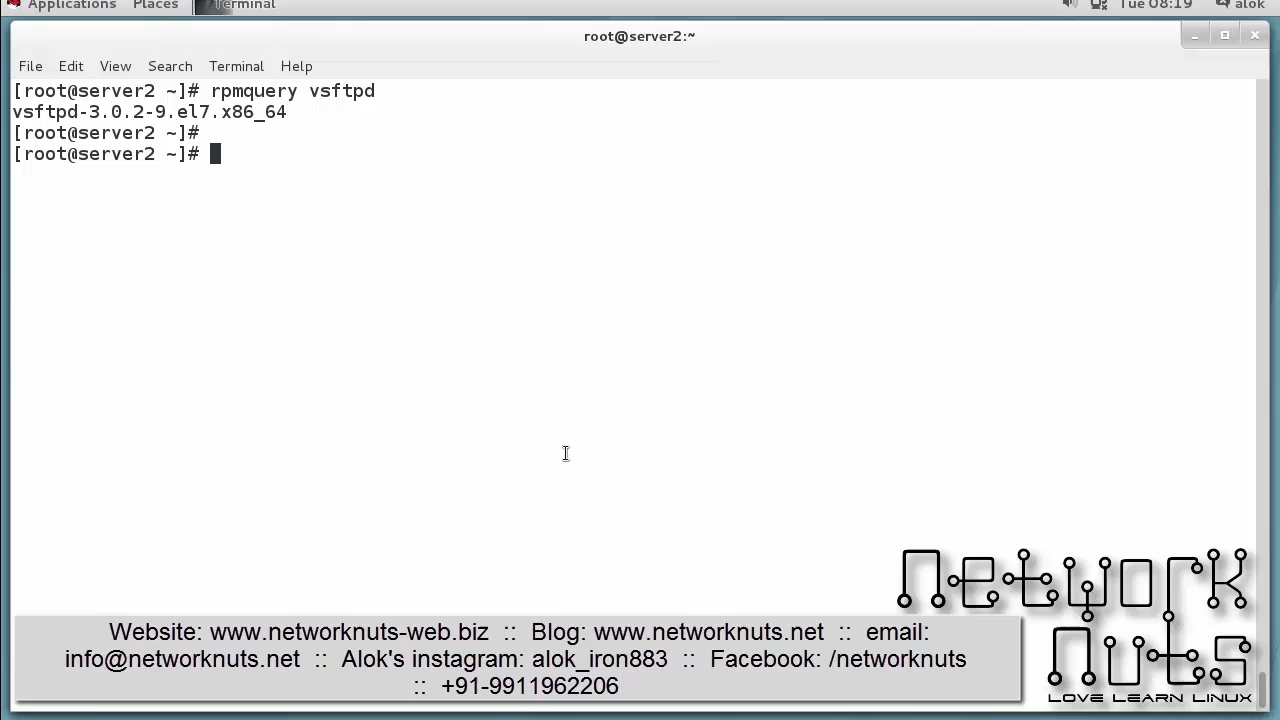 Applications Places Terminal Tue 08:19 alok
root@server2:~
File Edit View Search Terminal Help
[root@server2 ~]# rpmquery vsftpd
vsftpd-3.0.2-9.el7.x86_64
[root@server2 ~]#
[root@server2 ~]#
network
nuts
LOVE LEARN LINUX
Website: www.networknuts-web.biz :: Blog: www.networknuts.net :: email:
info@networknuts.net :: Alok's instagram: alok_iron883 :: Facebook: /networknuts
:: +91-9911962206